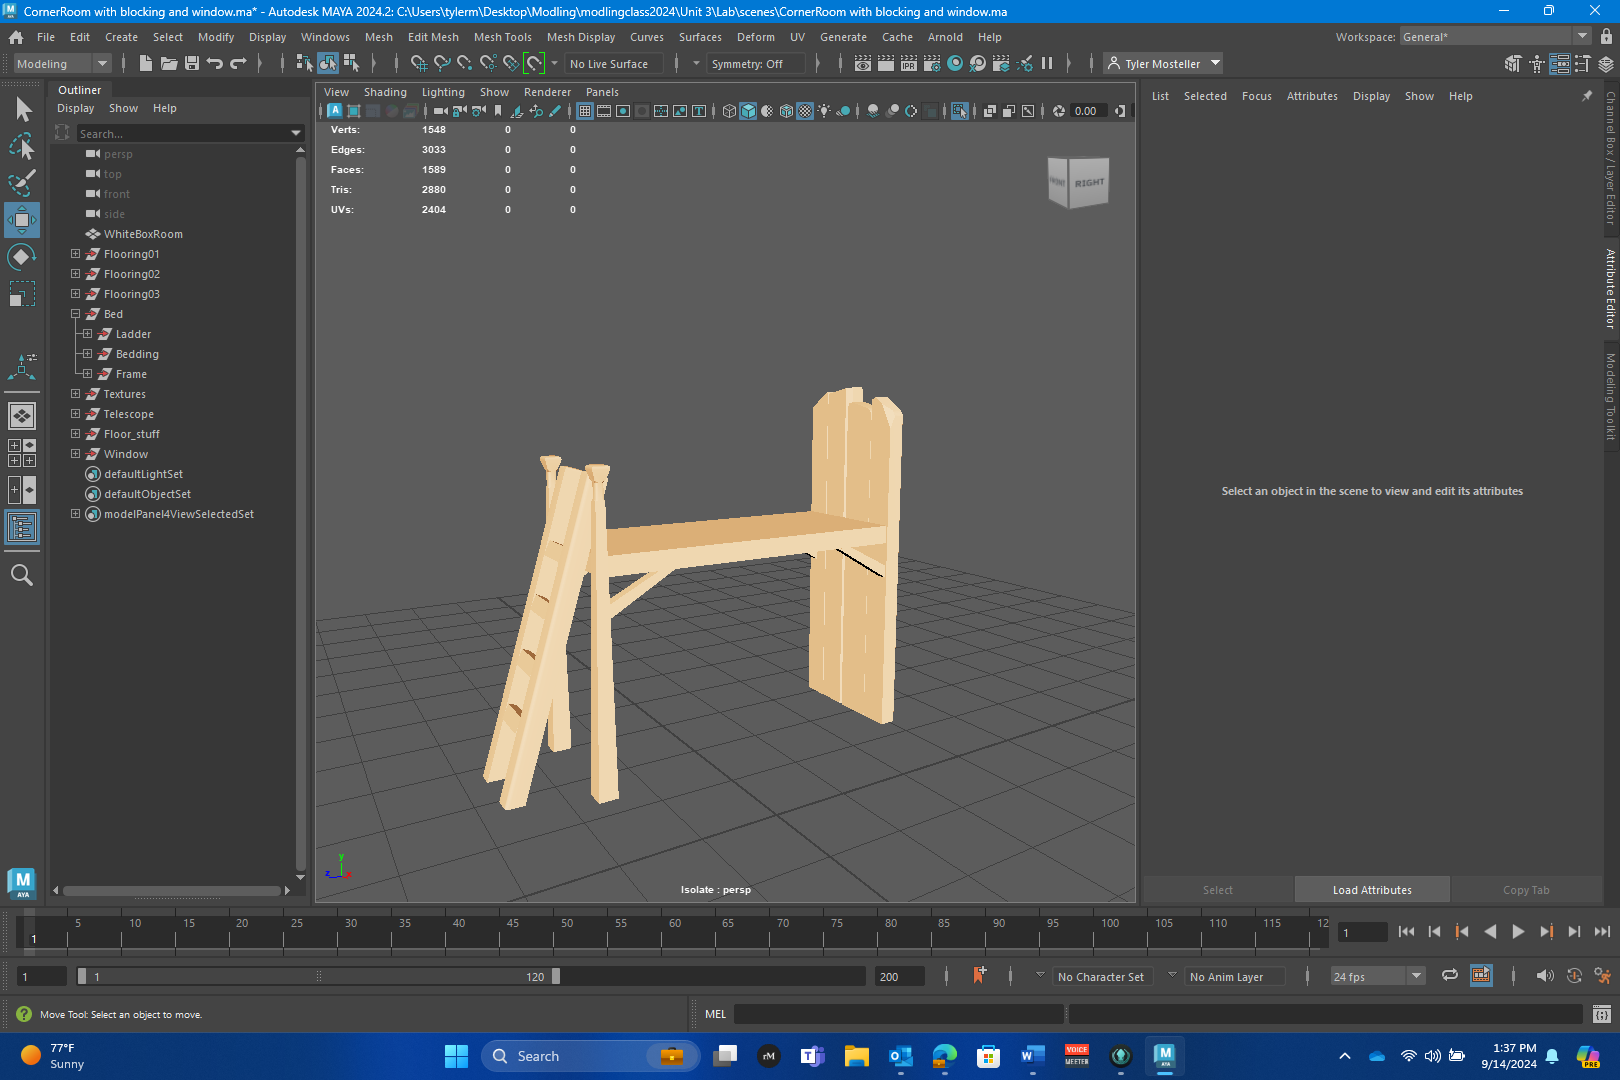 CornerRoom with blocking and window.ma* - Autodesk MAYA 2024.2: C:\Users\tylerm\Desktop\Modling\modlingclass2024\Unit 3\Lab\scenes\CornerRoom with blocking and window.ma
File Edit Create Select Modify Display Windows Mesh Edit Mesh Mesh Tools Mesh Display Curves Surfaces Deform UV Generate Cache Arnold Help Workspace: General*
Modeling No Live Surface Symmetry: Off IPR Tyler Mosteller
Outliner
Display Show Help
Search...
persp
top
front
side
WhiteBoxRoom
Flooring01
Flooring02
Flooring03
Bed
Ladder
Bedding
Frame
Textures
Telescope
Floor_stuff
Window
defaultLightSet
defaultObjectSet
modelPanel4ViewSelectedSet
View Shading Lighting Show Renderer Panels
0.00
Verts: 1548 0 0
Edges: 3033 0 0
Faces: 1589 0 0
Tris: 2880 0 0
UVs: 2404 0 0
FRONT RIGHT
y
z x
Isolate : persp
List Selected Focus Attributes Display Show Help
Channel Box / Layer Editor
Attribute Editor
Modeling Toolkit
Select an object in the scene to view and edit its attributes
Select Load Attributes Copy Tab
M
AYA
5 10 15 20 25 30 35 40 45 50 55 60 65 70 75 80 85 90 95 100 105 110 115 12
1 1
1 1 120 200 No Character Set No Anim Layer 24 fps
Move Tool: Select an object to move. MEL
77°F
Sunny
Search
rM
VOICE
MEETER
M
AYA
1:37 PM
9/14/2024
PRE